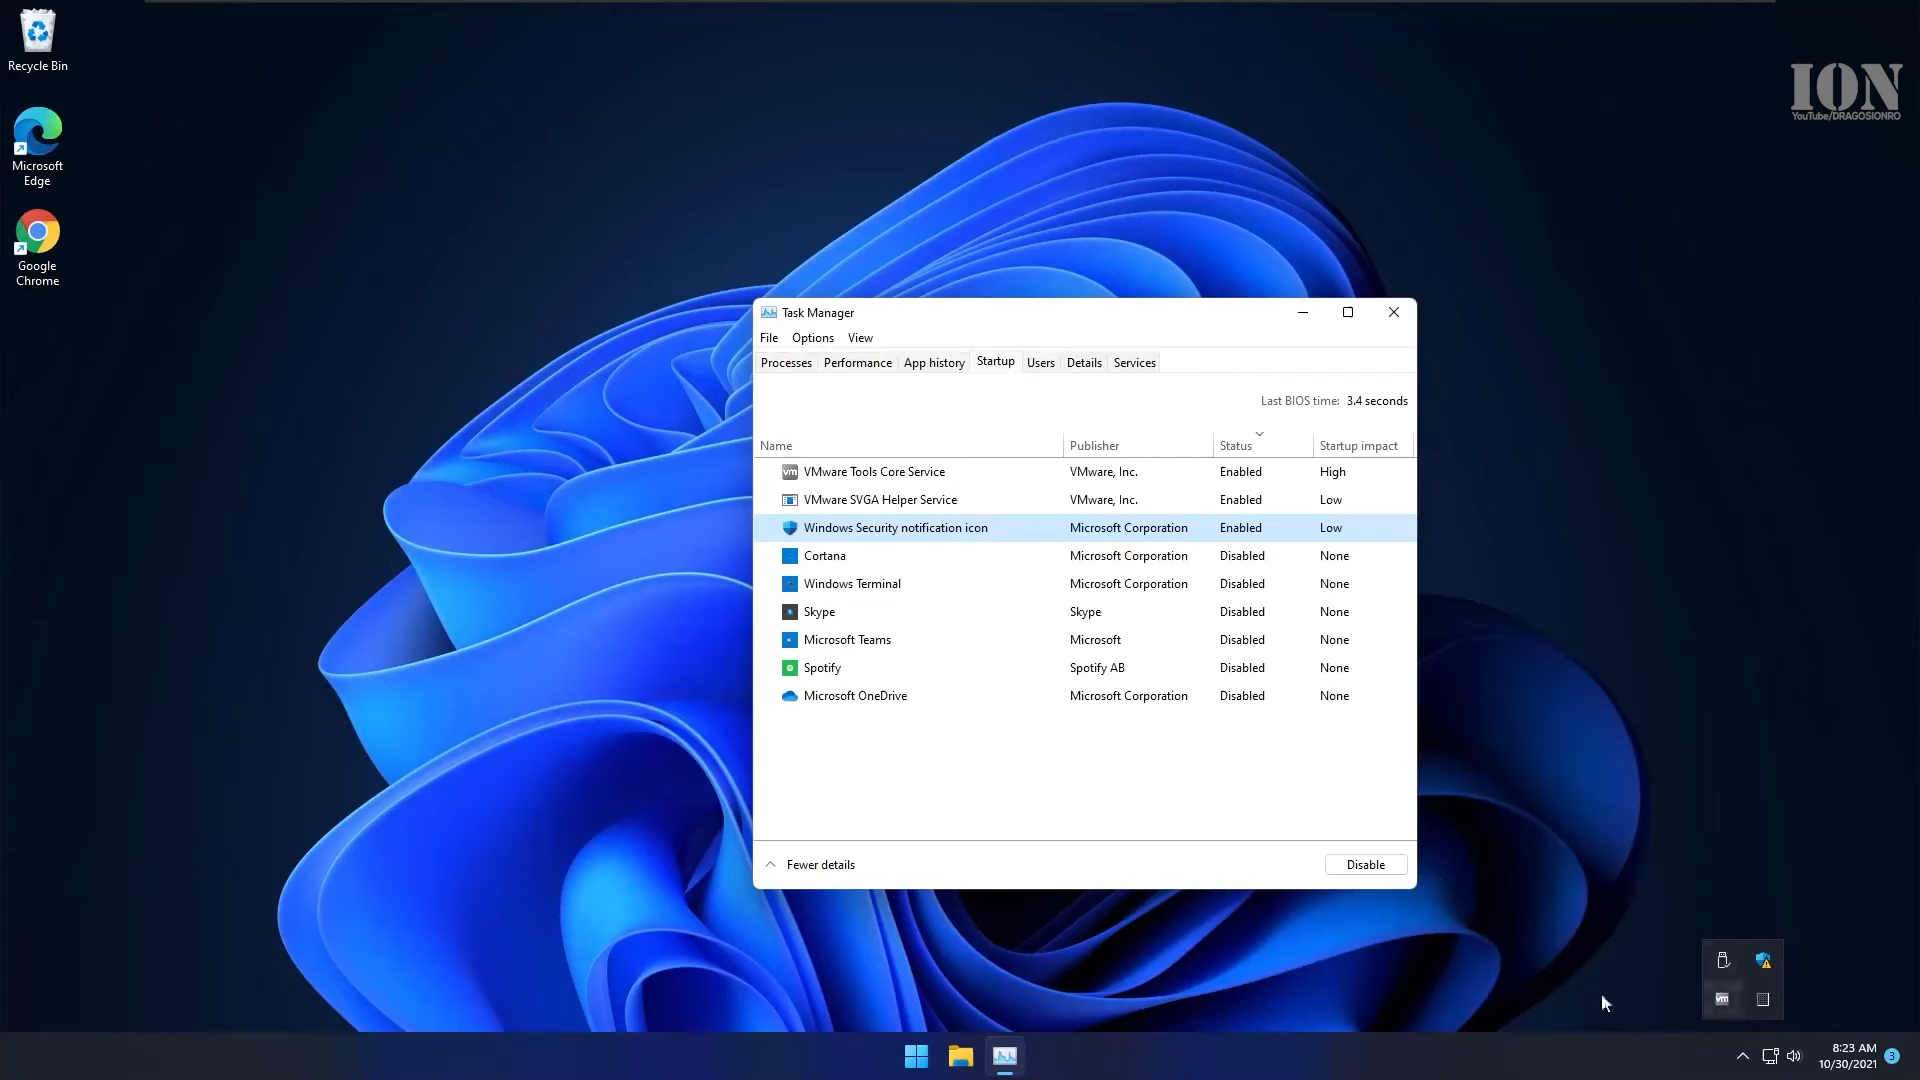 Recycle Bin
Microsoft
Edge
Google
Chrome
ION
YouTube/DRAGOSIONRO
Task Manager
File Options View
Processes Performance App history Startup Users Details Services
Last BIOS time: 3.4 seconds
Name Publisher Status Startup impact
vm VMware Tools Core Service VMware, Inc. Enabled High
VMware SVGA Helper Service VMware, Inc. Enabled Low
Windows Security notification icon Microsoft Corporation Enabled Low
Cortana Microsoft Corporation Disabled None
Windows Terminal Microsoft Corporation Disabled None
Skype Skype Disabled None
Microsoft Teams Microsoft Disabled None
Spotify Spotify AB Disabled None
Microsoft OneDrive Microsoft Corporation Disabled None
Fewer details Disable
vm
8:23 AM
10/30/2021
3